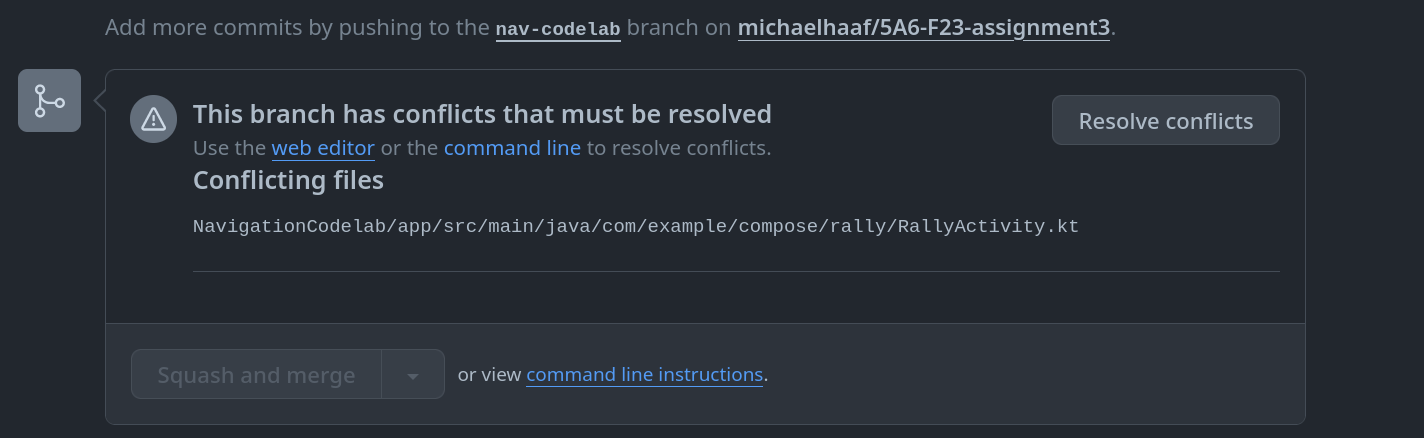 Add more commits by pushing to the nav-codelab branch on michaelhaaf/5A6-F23-assignment3.
This branch has conflicts that must be resolved
Resolve conflicts
Use the web editor or the command line to resolve conflicts.
Conflicting files
NavigationCodelab/app/src/main/java/com/example/compose/rally/RallyActivity.kt
Squash and merge
or view command line instructions.